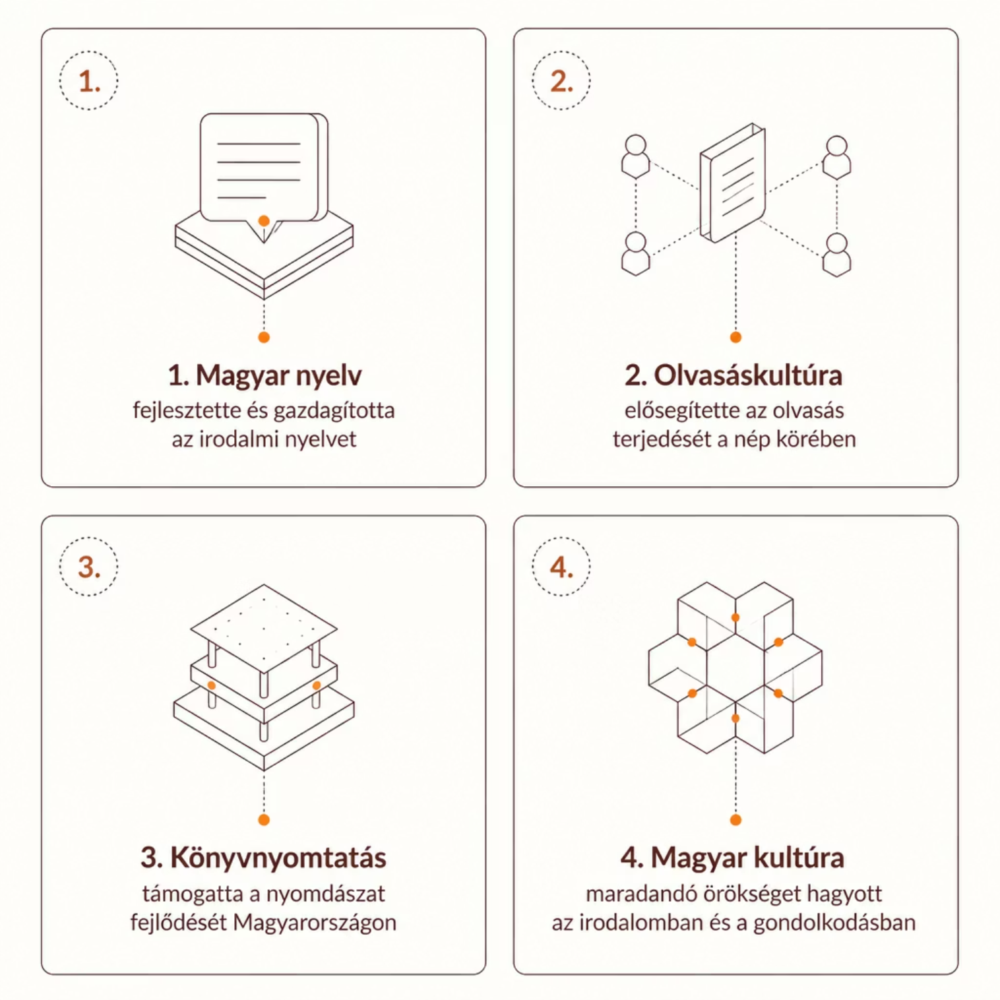 1.
1. Magyar nyelv
fejlesztette és gazdagította
az irodalmi nyelvet
2.
2. Olvasáskultúra
elősegítette az olvasás
terjedését a nép körében
3.
3. Könyvnyomtatás
támogatta a nyomdászat
fejlődését Magyarországon
4.
4. Magyar kultúra
maradandó örökséget hagyott
az irodalomban és a gondolkodásban